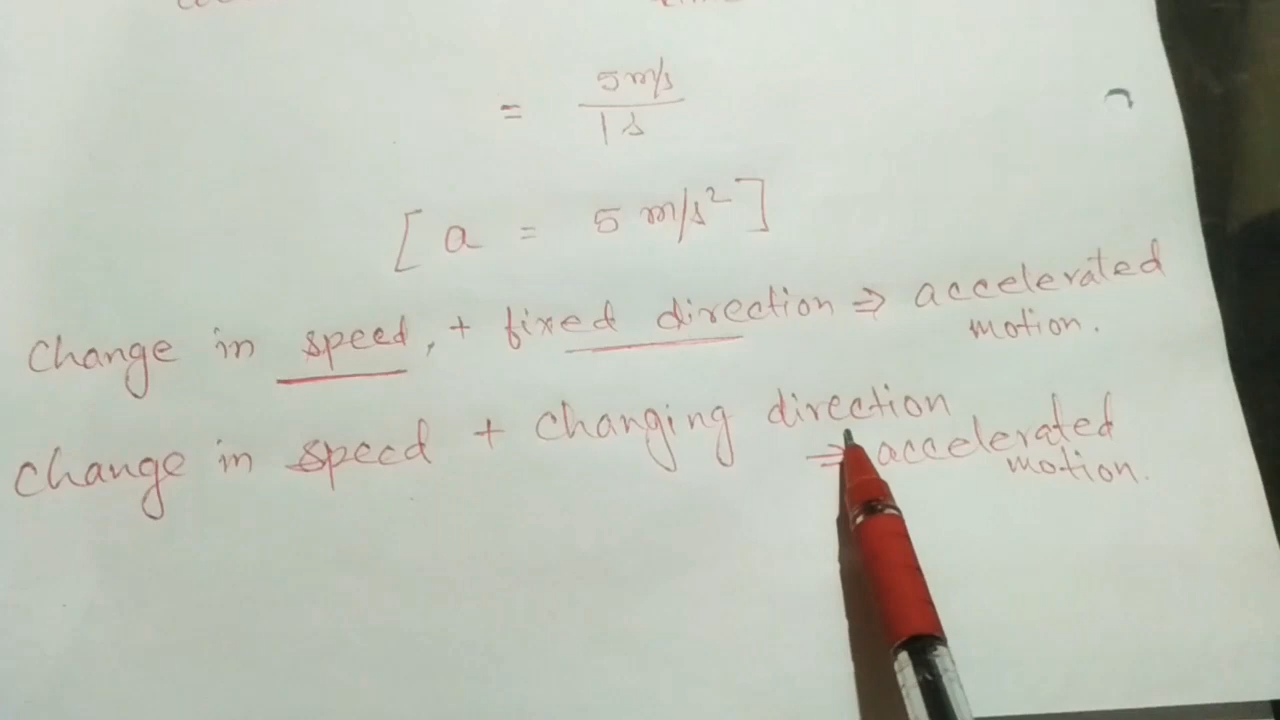 5 m/s
=
1 s
[ a = 5 m/s² ]
Change in speed, + fixed direction ⇒ accelerated
motion.
Change in speed + changing direction
⇒ accelerated
motion.